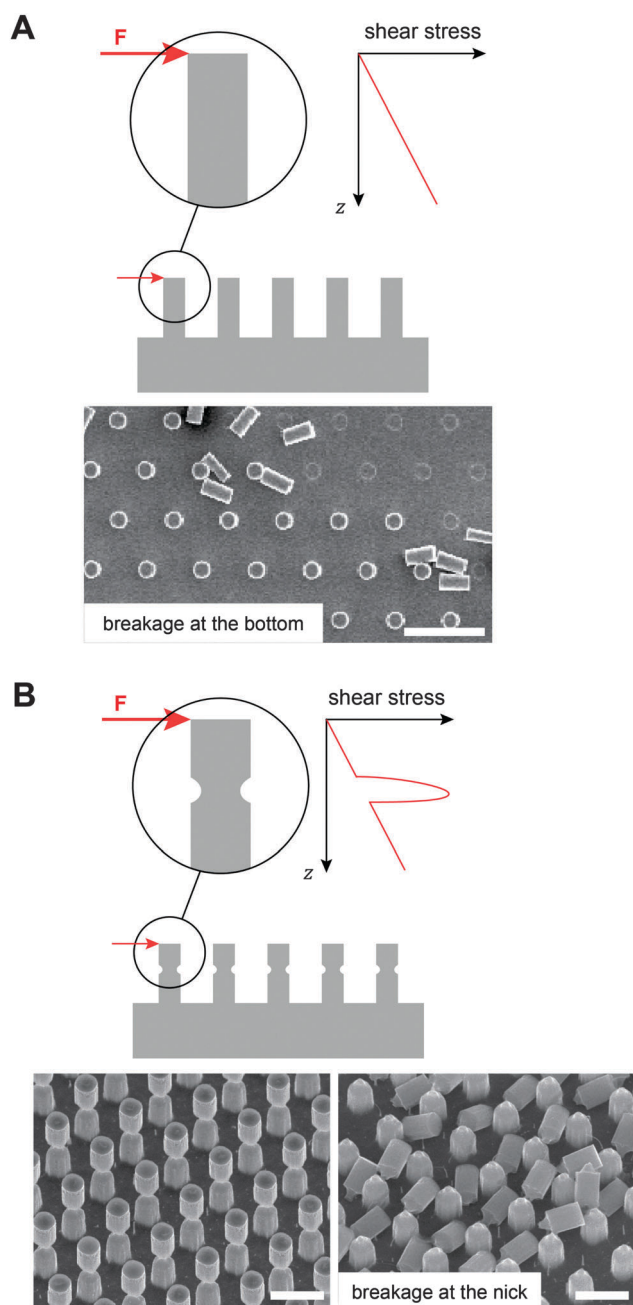 A
F
shear stress
z
breakage at the bottom
B
F
shear stress
z
breakage at the nick